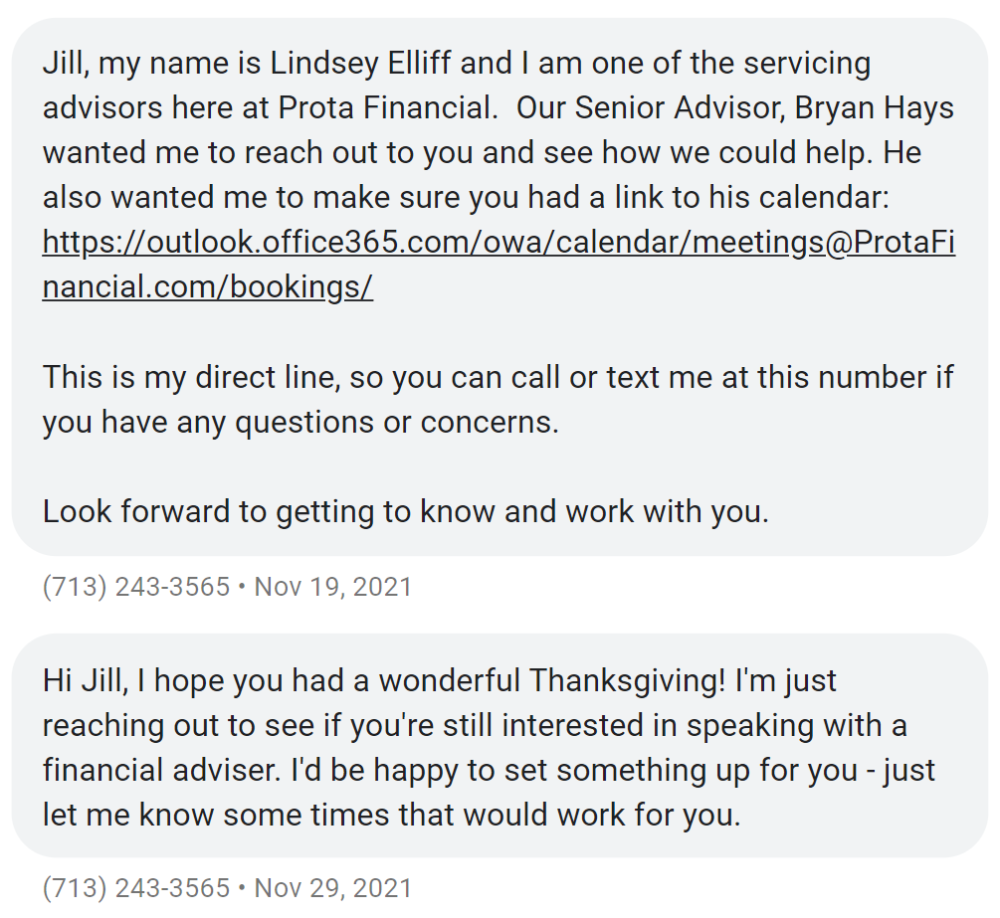 Jill, my name is Lindsey Elliff and I am one of the servicing
advisors here at Prota Financial.  Our Senior Advisor, Bryan Hays
wanted me to reach out to you and see how we could help. He
also wanted me to make sure you had a link to his calendar:
https://outlook.office365.com/owa/calendar/meetings@ProtaFi
nancial.com/bookings/
This is my direct line, so you can call or text me at this number if
you have any questions or concerns.
Look forward to getting to know and work with you.
(713) 243-3565 • Nov 19, 2021
Hi Jill, I hope you had a wonderful Thanksgiving! I'm just
reaching out to see if you're still interested in speaking with a
financial adviser. I'd be happy to set something up for you - just
let me know some times that would work for you.
(713) 243-3565 • Nov 29, 2021